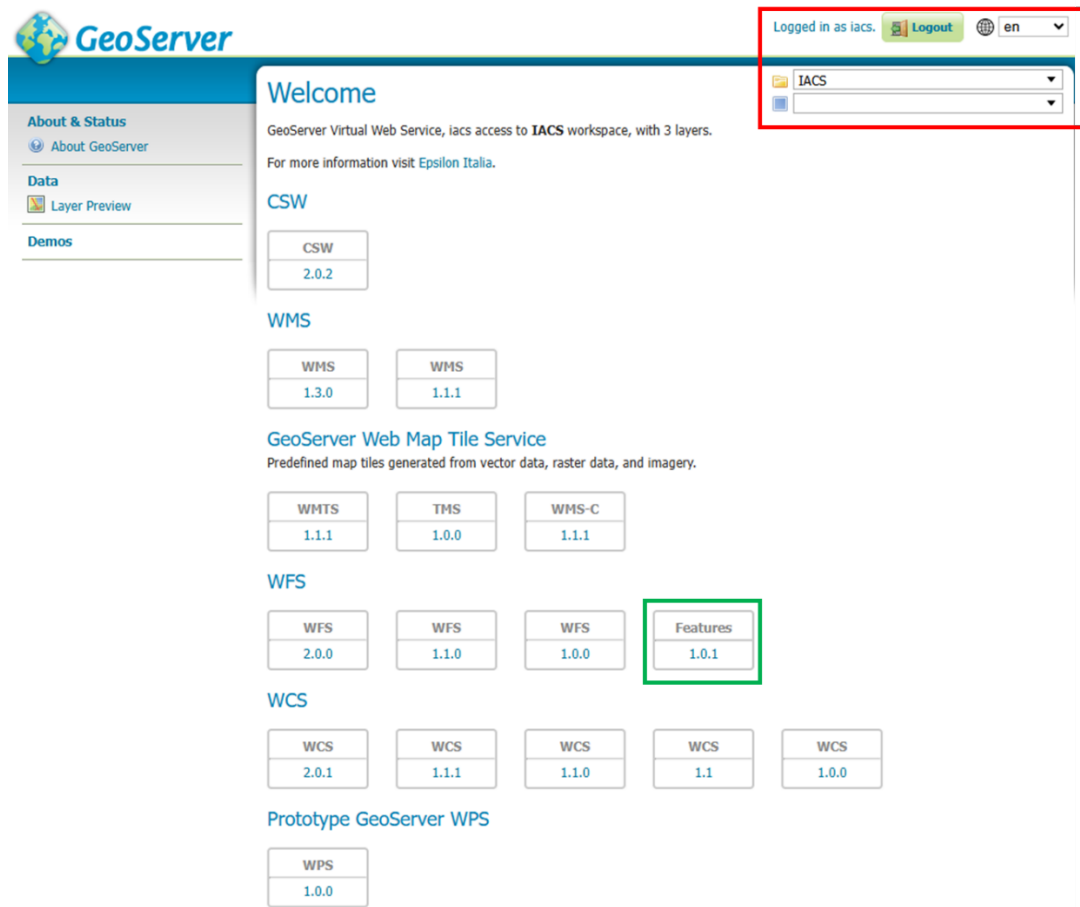 GeoServer
Logged in as iacs.
Logout
en
IACS
About & Status
About GeoServer
Data
Layer Preview
Demos
Welcome
GeoServer Virtual Web Service, iacs access to IACS workspace, with 3 layers.
For more information visit Epsilon Italia.
CSW
CSW
2.0.2
WMS
WMS WMS
1.3.0 1.1.1
GeoServer Web Map Tile Service
Predefined map tiles generated from vector data, raster data, and imagery.
WMTS TMS WMS-C
1.1.1 1.0.0 1.1.1
WFS
WFS WFS WFS Features
2.0.0 1.1.0 1.0.0 1.0.1
WCS
WCS WCS WCS WCS WCS
2.0.1 1.1.1 1.1.0 1.1 1.0.0
Prototype GeoServer WPS
WPS
1.0.0